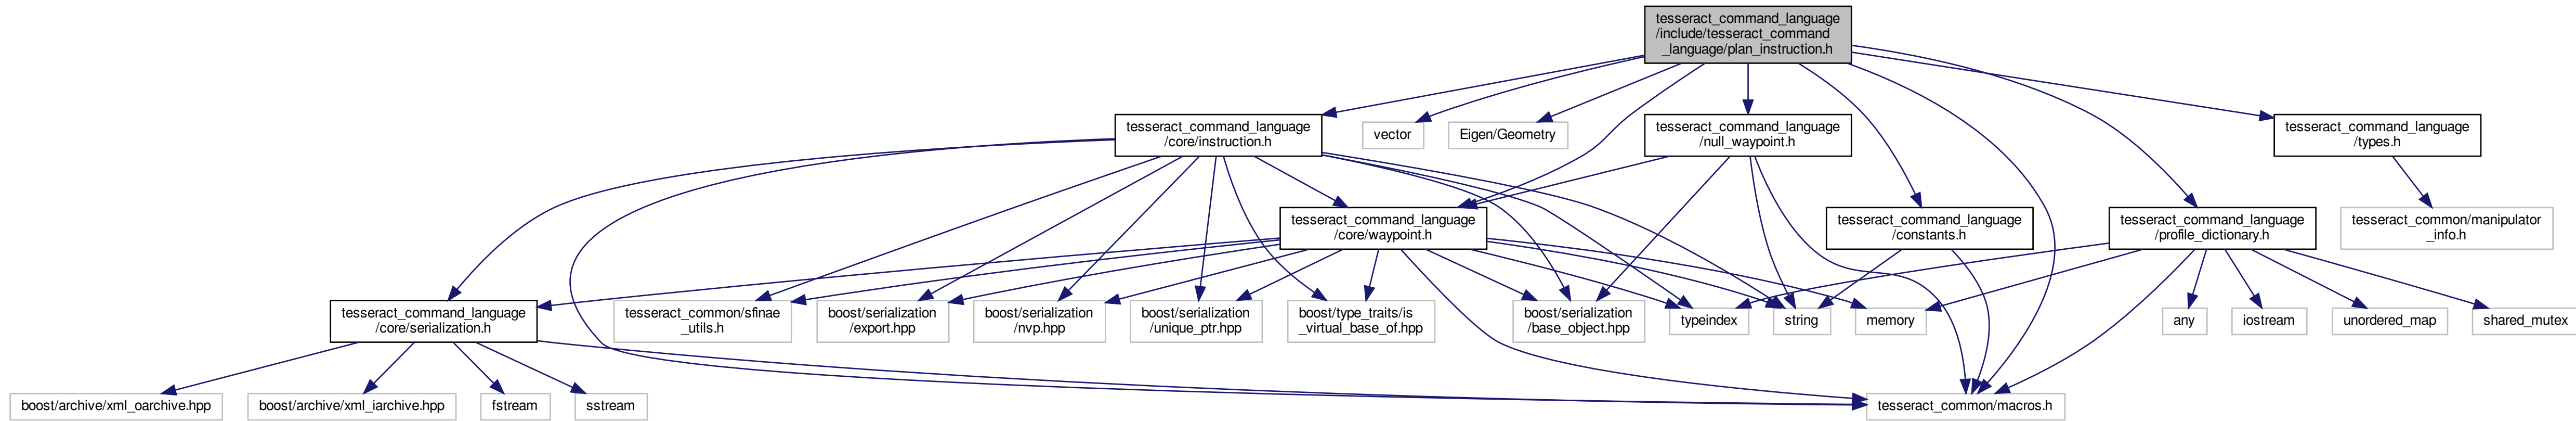 tesseract_command_language
/include/tesseract_command
_language/plan_instruction.h
tesseract_command_language
/core/instruction.h
vector
Eigen/Geometry
tesseract_command_language
/null_waypoint.h
tesseract_command_language
/types.h
tesseract_command_language
/core/waypoint.h
tesseract_command_language
/constants.h
tesseract_command_language
/profile_dictionary.h
tesseract_common/manipulator
_info.h
tesseract_command_language
/core/serialization.h
tesseract_common/sfinae
_utils.h
boost/serialization
/export.hpp
boost/serialization
/nvp.hpp
boost/serialization
/unique_ptr.hpp
boost/type_traits/is
_virtual_base_of.hpp
boost/serialization
/base_object.hpp
typeindex
string
memory
any
iostream
unordered_map
shared_mutex
boost/archive/xml_oarchive.hpp
boost/archive/xml_iarchive.hpp
fstream
sstream
tesseract_common/macros.h